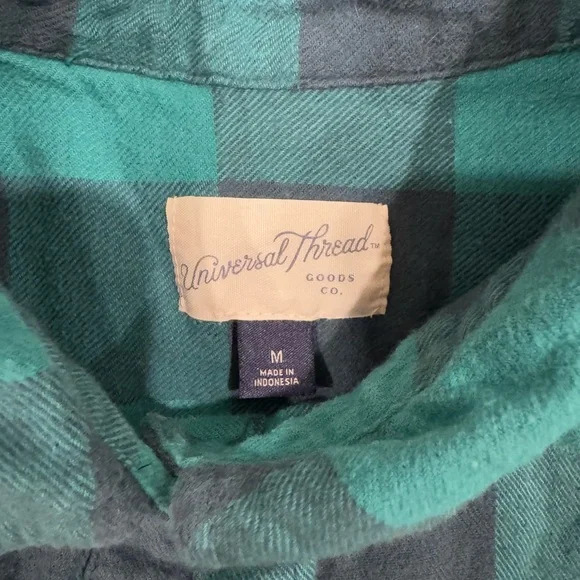 Universal Thread™
GOODS
CO.
M
MADE IN
INDONESIA